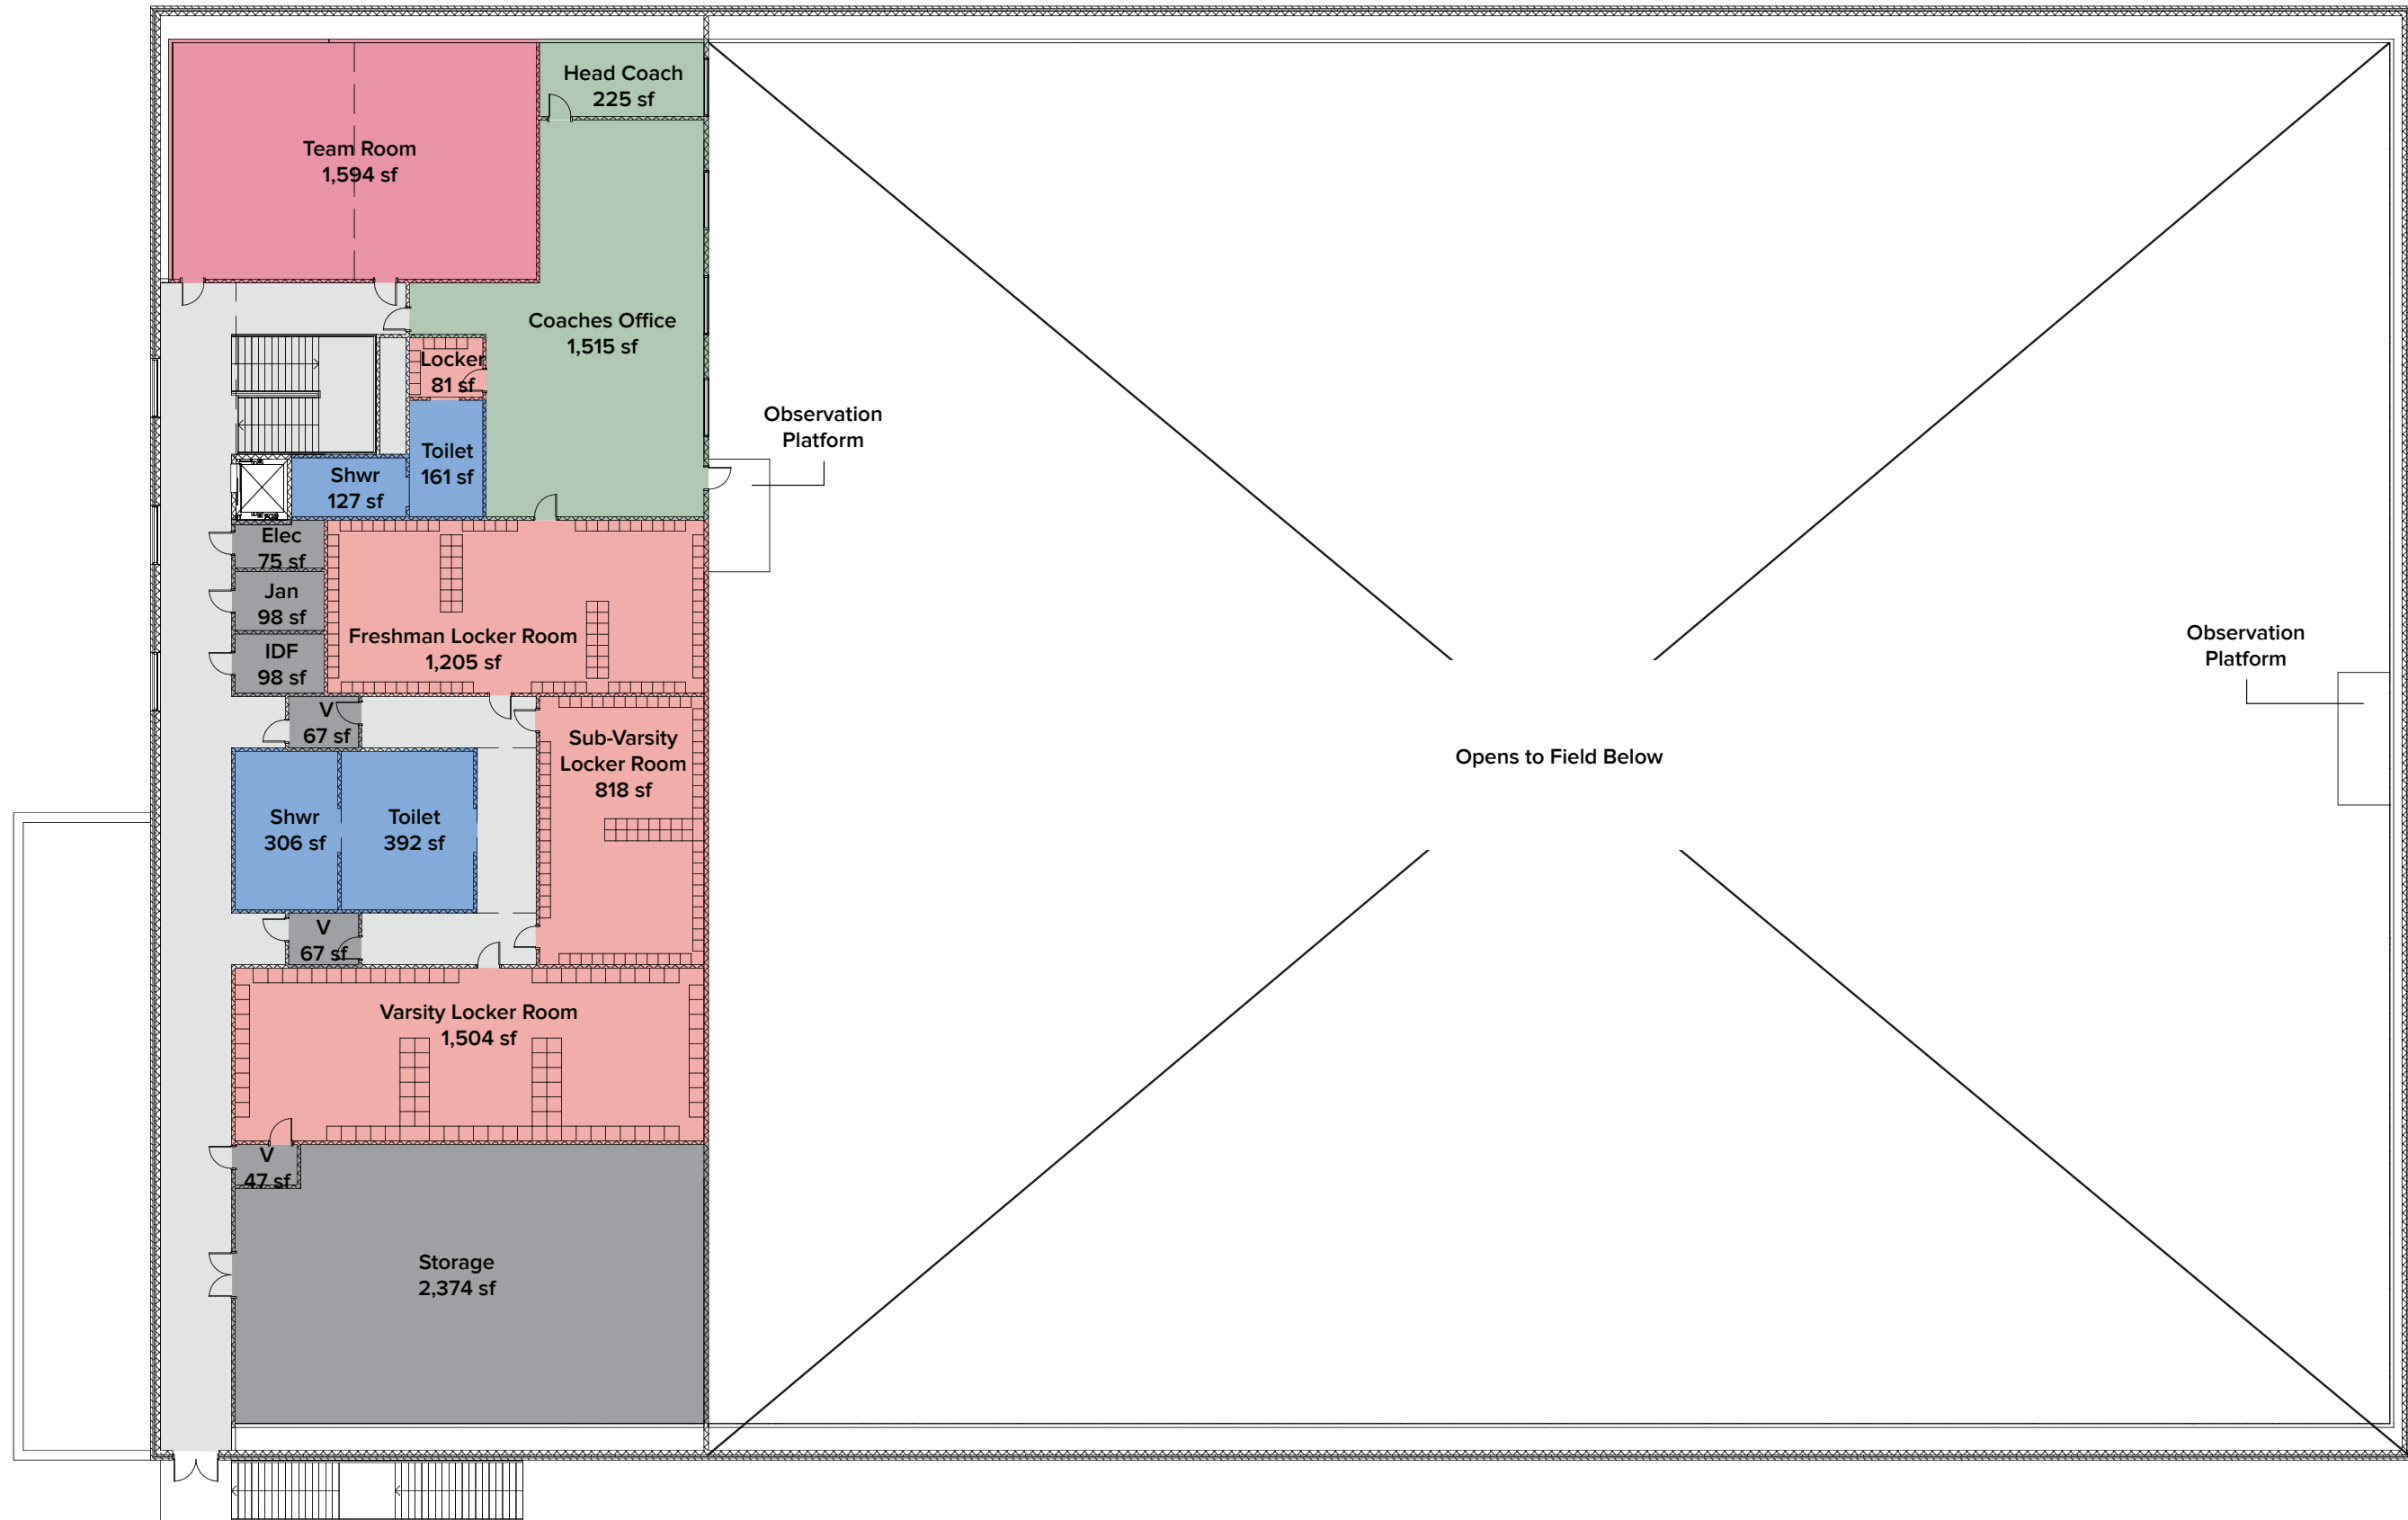 Head Coach
225 sf
Team Room
1,594 sf
Coaches Office
1,515 sf
Locker
81 sf
Observation
Platform
Toilet
161 sf
Shwr
127 sf
Elec
75 sf
Jan
98 sf
IDF
98 sf
Freshman Locker Room
1,205 sf
Observation
Platform
V
67 sf
Sub-Varsity
Locker Room
818 sf
Opens to Field Below
Shwr
306 sf
Toilet
392 sf
V
67 sf
Varsity Locker Room
1,504 sf
V
47 sf
Storage
2,374 sf